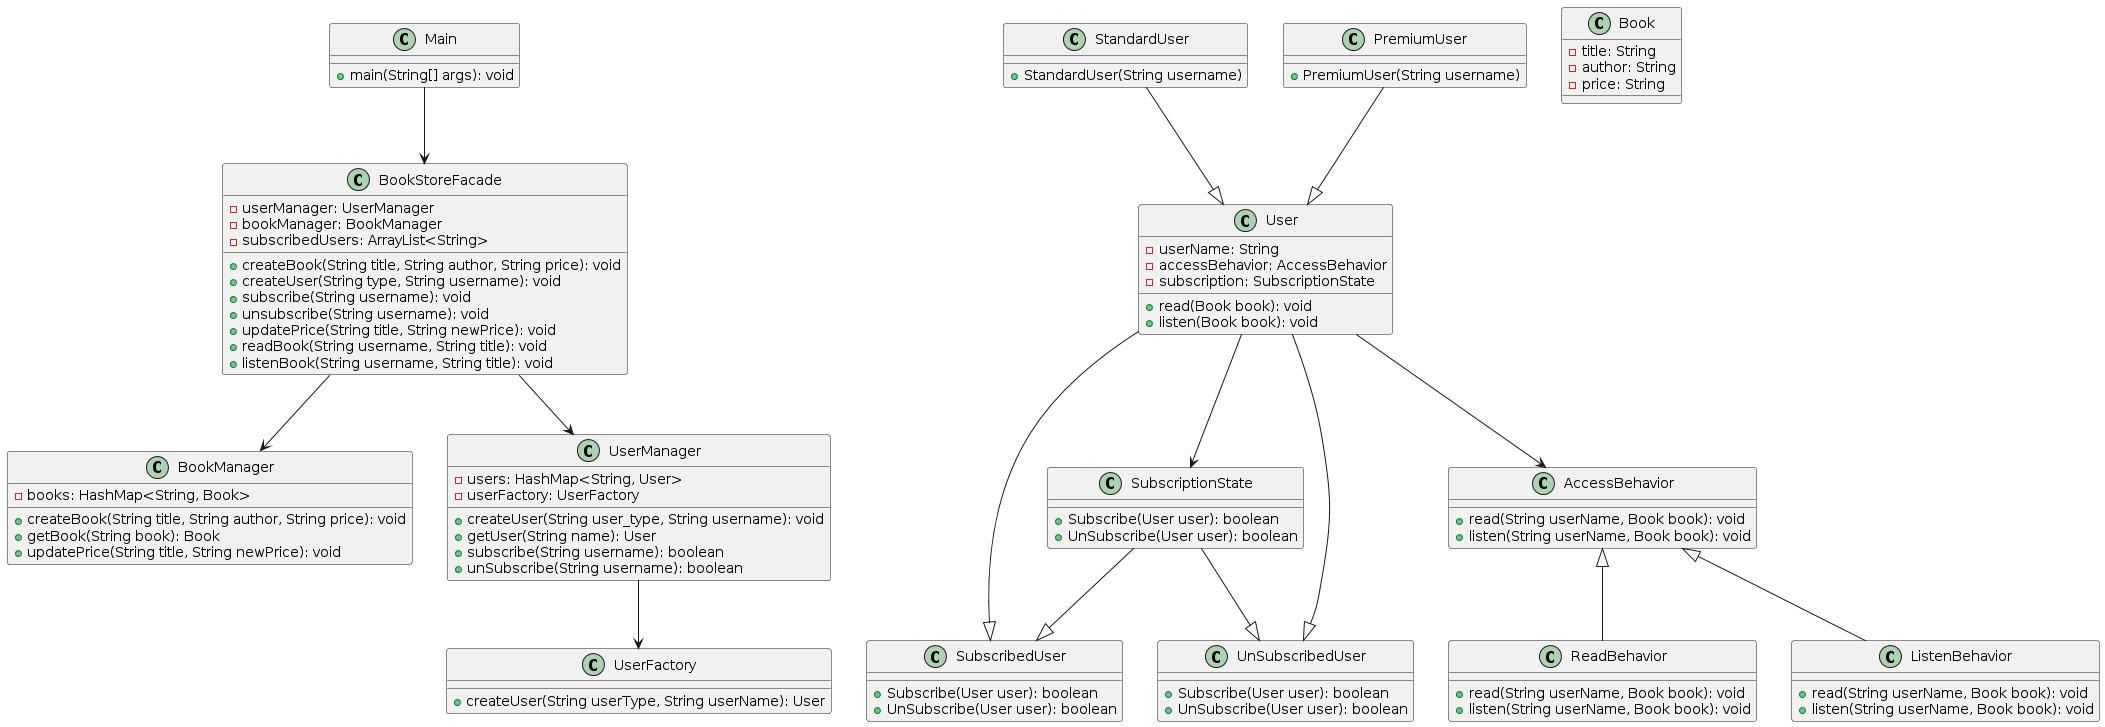 C Main
main(String[] args): void
C StandardUser
StandardUser(String username)
C PremiumUser
PremiumUser(String username)
C Book
title: String
author: String
price: String
C BookStoreFacade
userManager: UserManager
bookManager: BookManager
subscribedUsers: ArrayList<String>
createBook(String title, String author, String price): void
createUser(String type, String username): void
subscribe(String username): void
unsubscribe(String username): void
updatePrice(String title, String newPrice): void
readBook(String username, String title): void
listenBook(String username, String title): void
C User
userName: String
accessBehavior: AccessBehavior
subscription: SubscriptionState
read(Book book): void
listen(Book book): void
C BookManager
books: HashMap<String, Book>
createBook(String title, String author, String price): void
getBook(String book): Book
updatePrice(String title, String newPrice): void
C UserManager
users: HashMap<String, User>
userFactory: UserFactory
createUser(String user_type, String username): void
getUser(String name): User
subscribe(String username): boolean
unSubscribe(String username): boolean
C SubscriptionState
Subscribe(User user): boolean
UnSubscribe(User user): boolean
C AccessBehavior
read(String userName, Book book): void
listen(String userName, Book book): void
C UserFactory
createUser(String userType, String userName): User
C SubscribedUser
Subscribe(User user): boolean
UnSubscribe(User user): boolean
C UnSubscribedUser
Subscribe(User user): boolean
UnSubscribe(User user): boolean
C ReadBehavior
read(String userName, Book book): void
listen(String userName, Book book): void
C ListenBehavior
read(String userName, Book book): void
listen(String userName, Book book): void